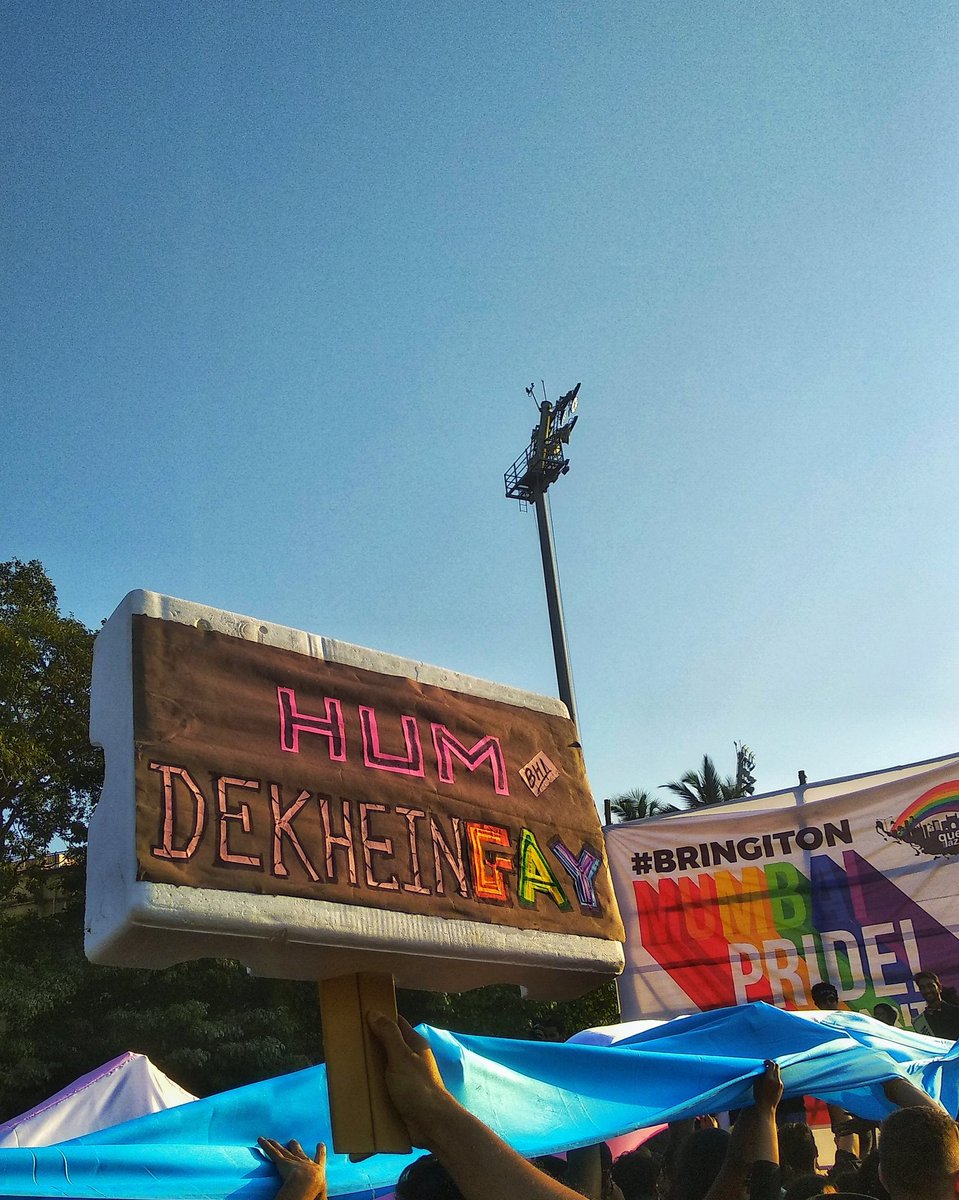 HUM
BHI
DEKHEINGAY
#BRINGITON
MUMBAI
PRIDE!